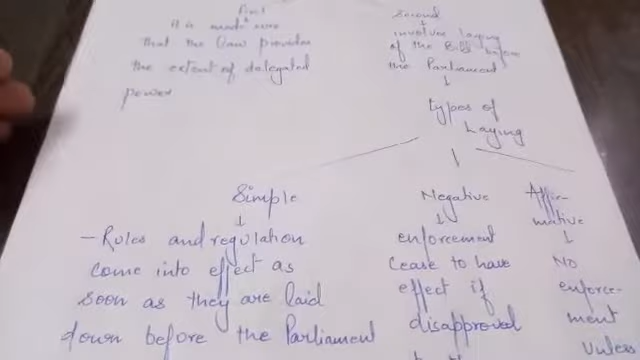 First
it is made sure
that the law provides
the extent of delegated
power
Second
involve laying
of the Bills before
the Parliament
types of
Laying
Simple
- Rules and regulation
come into effect as
soon as they are laid
down before the Parliament
Negative
enforcement
Cease to have
effect if
disapproved
Affir-
mative
No
enforce-
ment
Unless